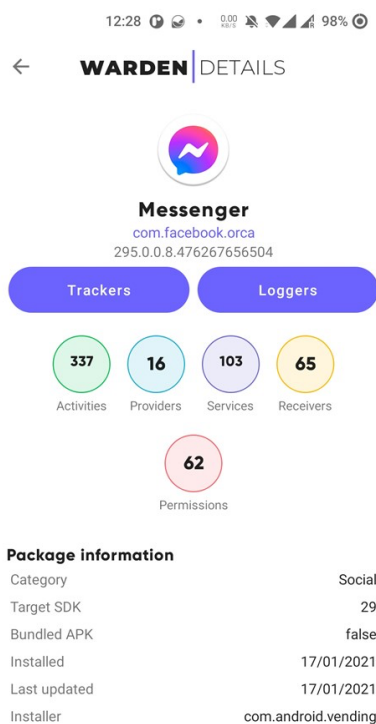 12:28 0.00 KB/S 98%
WARDEN DETAILS
Messenger
com.facebook.orca
295.0.0.8.476267656504
Trackers Loggers
337 16 103 65
Activities Providers Services Receivers
62
Permissions
Package information
Category Social
Target SDK 29
Bundled APK false
Installed 17/01/2021
Last updated 17/01/2021
Installer com.android.vending